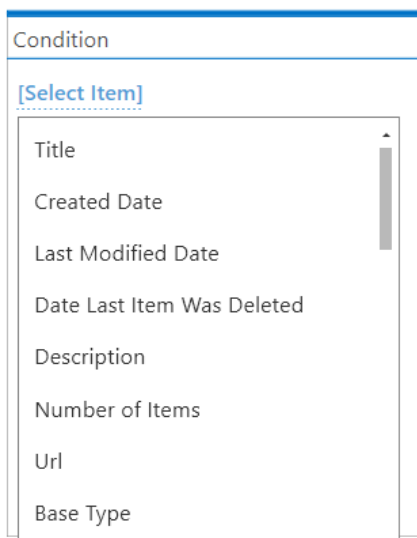 Condition
[Select Item]
Title
Created Date
Last Modified Date
Date Last Item Was Deleted
Description
Number of Items
Url
Base Type